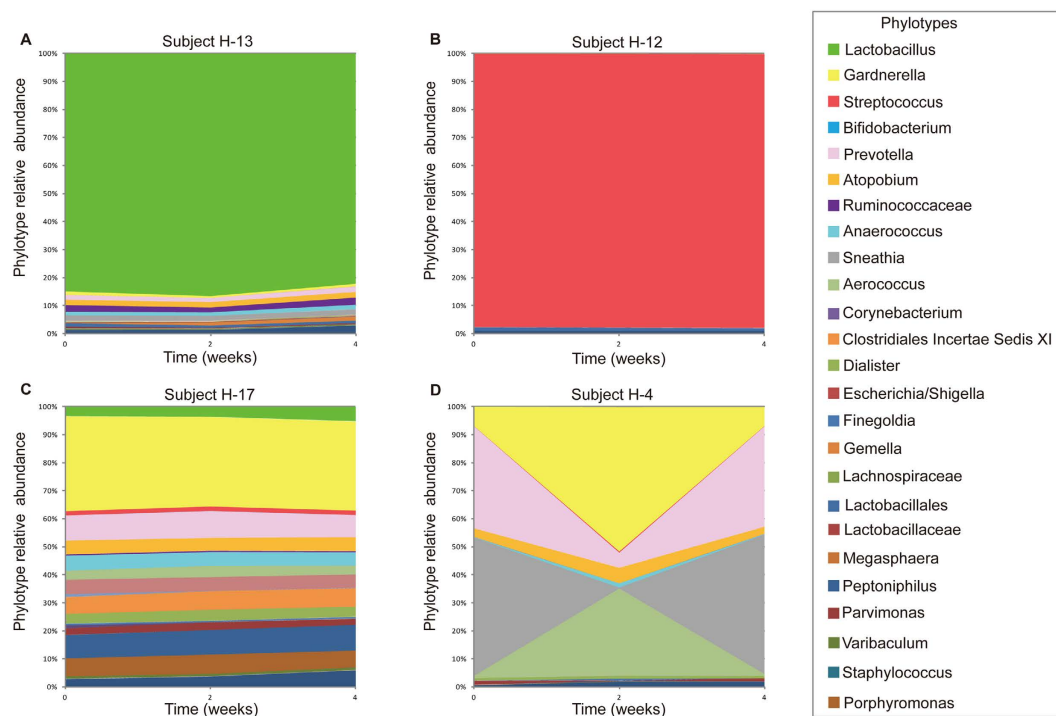 A
Subject H-13
Phylotype relative abundance
100%
90%
80%
70%
60%
50%
40%
30%
20%
10%
0%
0
2
4
Time (weeks)
B
Subject H-12
Phylotype relative abundance
100%
90%
80%
70%
60%
50%
40%
30%
20%
10%
0%
0
2
4
Time (weeks)
C
Subject H-17
Phylotype relative abundance
100%
90%
80%
70%
60%
50%
40%
30%
20%
10%
0%
0
2
4
Time (weeks)
D
Subject H-4
Phylotype relative abundance
100%
90%
80%
70%
60%
50%
40%
30%
20%
10%
0%
0
2
4
Time (weeks)
Phylotypes
Lactobacillus
Gardnerella
Streptococcus
Bifidobacterium
Prevotella
Atopobium
Ruminococcaceae
Anaerococcus
Sneathia
Aerococcus
Corynebacterium
Clostridiales Incertae Sedis XI
Dialister
Escherichia/Shigella
Finegoldia
Gemella
Lachnospiraceae
Lactobacillales
Lactobacillaceae
Megasphaera
Peptoniphilus
Parvimonas
Varibaculum
Staphylococcus
Porphyromonas